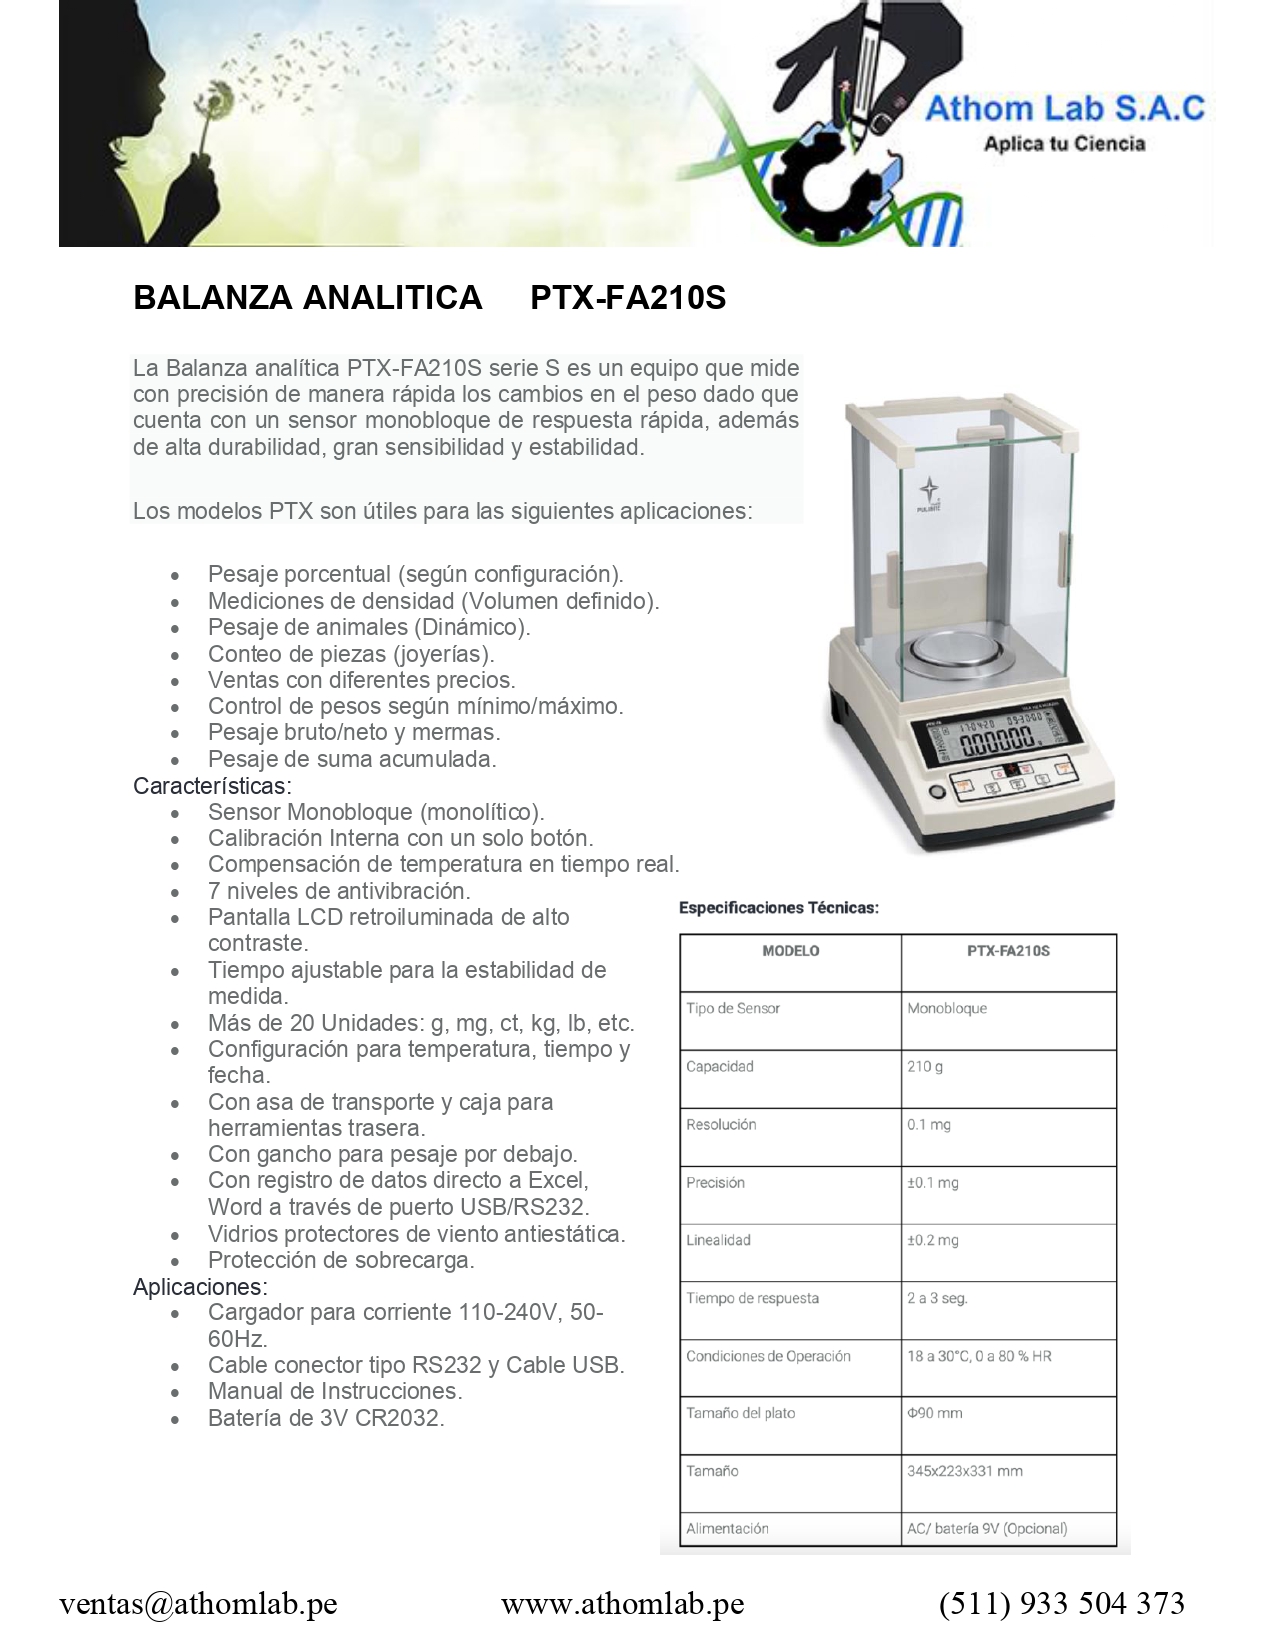 Athom Lab S.A.C
Aplica tu Ciencia
BALANZA ANALITICA PTX-FA210S
La Balanza analítica PTX-FA210S serie S es un equipo que mide
con precisión de manera rápida los cambios en el peso dado que
cuenta con un sensor monobloque de respuesta rápida, además
de alta durabilidad, gran sensibilidad y estabilidad.
Los modelos PTX son útiles para las siguientes aplicaciones:
• Pesaje porcentual (según configuración).
• Mediciones de densidad (Volumen definido).
• Pesaje de animales (Dinámico).
• Conteo de piezas (joyerías).
• Ventas con diferentes precios.
• Control de pesos según mínimo/máximo.
• Pesaje bruto/neto y mermas.
• Pesaje de suma acumulada.
Características:
• Sensor Monobloque (monolítico).
• Calibración Interna con un solo botón.
• Compensación de temperatura en tiempo real.
• 7 niveles de antivibración.
• Pantalla LCD retroiluminada de alto
contraste.
• Tiempo ajustable para la estabilidad de
medida.
• Más de 20 Unidades: g, mg, ct, kg, lb, etc.
• Configuración para temperatura, tiempo y
fecha.
• Con asa de transporte y caja para
herramientas trasera.
• Con gancho para pesaje por debajo.
• Con registro de datos directo a Excel,
Word a través de puerto USB/RS232.
• Vidrios protectores de viento antiestática.
• Protección de sobrecarga.
Aplicaciones:
• Cargador para corriente 110-240V, 50-
60Hz.
• Cable conector tipo RS232 y Cable USB.
• Manual de Instrucciones.
• Batería de 3V CR2032.
17-04-20 09:30:00
0.00000 g
Especificaciones Técnicas:
MODELO PTX-FA210S
Tipo de Sensor Monobloque
Capacidad 210 g
Resolución 0.1 mg
Precisión ±0.1 mg
Linealidad ±0.2 mg
Tiempo de respuesta 2 a 3 seg.
Condiciones de Operación 18 a 30°C, 0 a 80 % HR
Tamaño del plato Φ90 mm
Tamaño 345x223x331 mm
Alimentación AC/ batería 9V (Opcional)
ventas@athomlab.pe www.athomlab.pe (511) 933 504 373